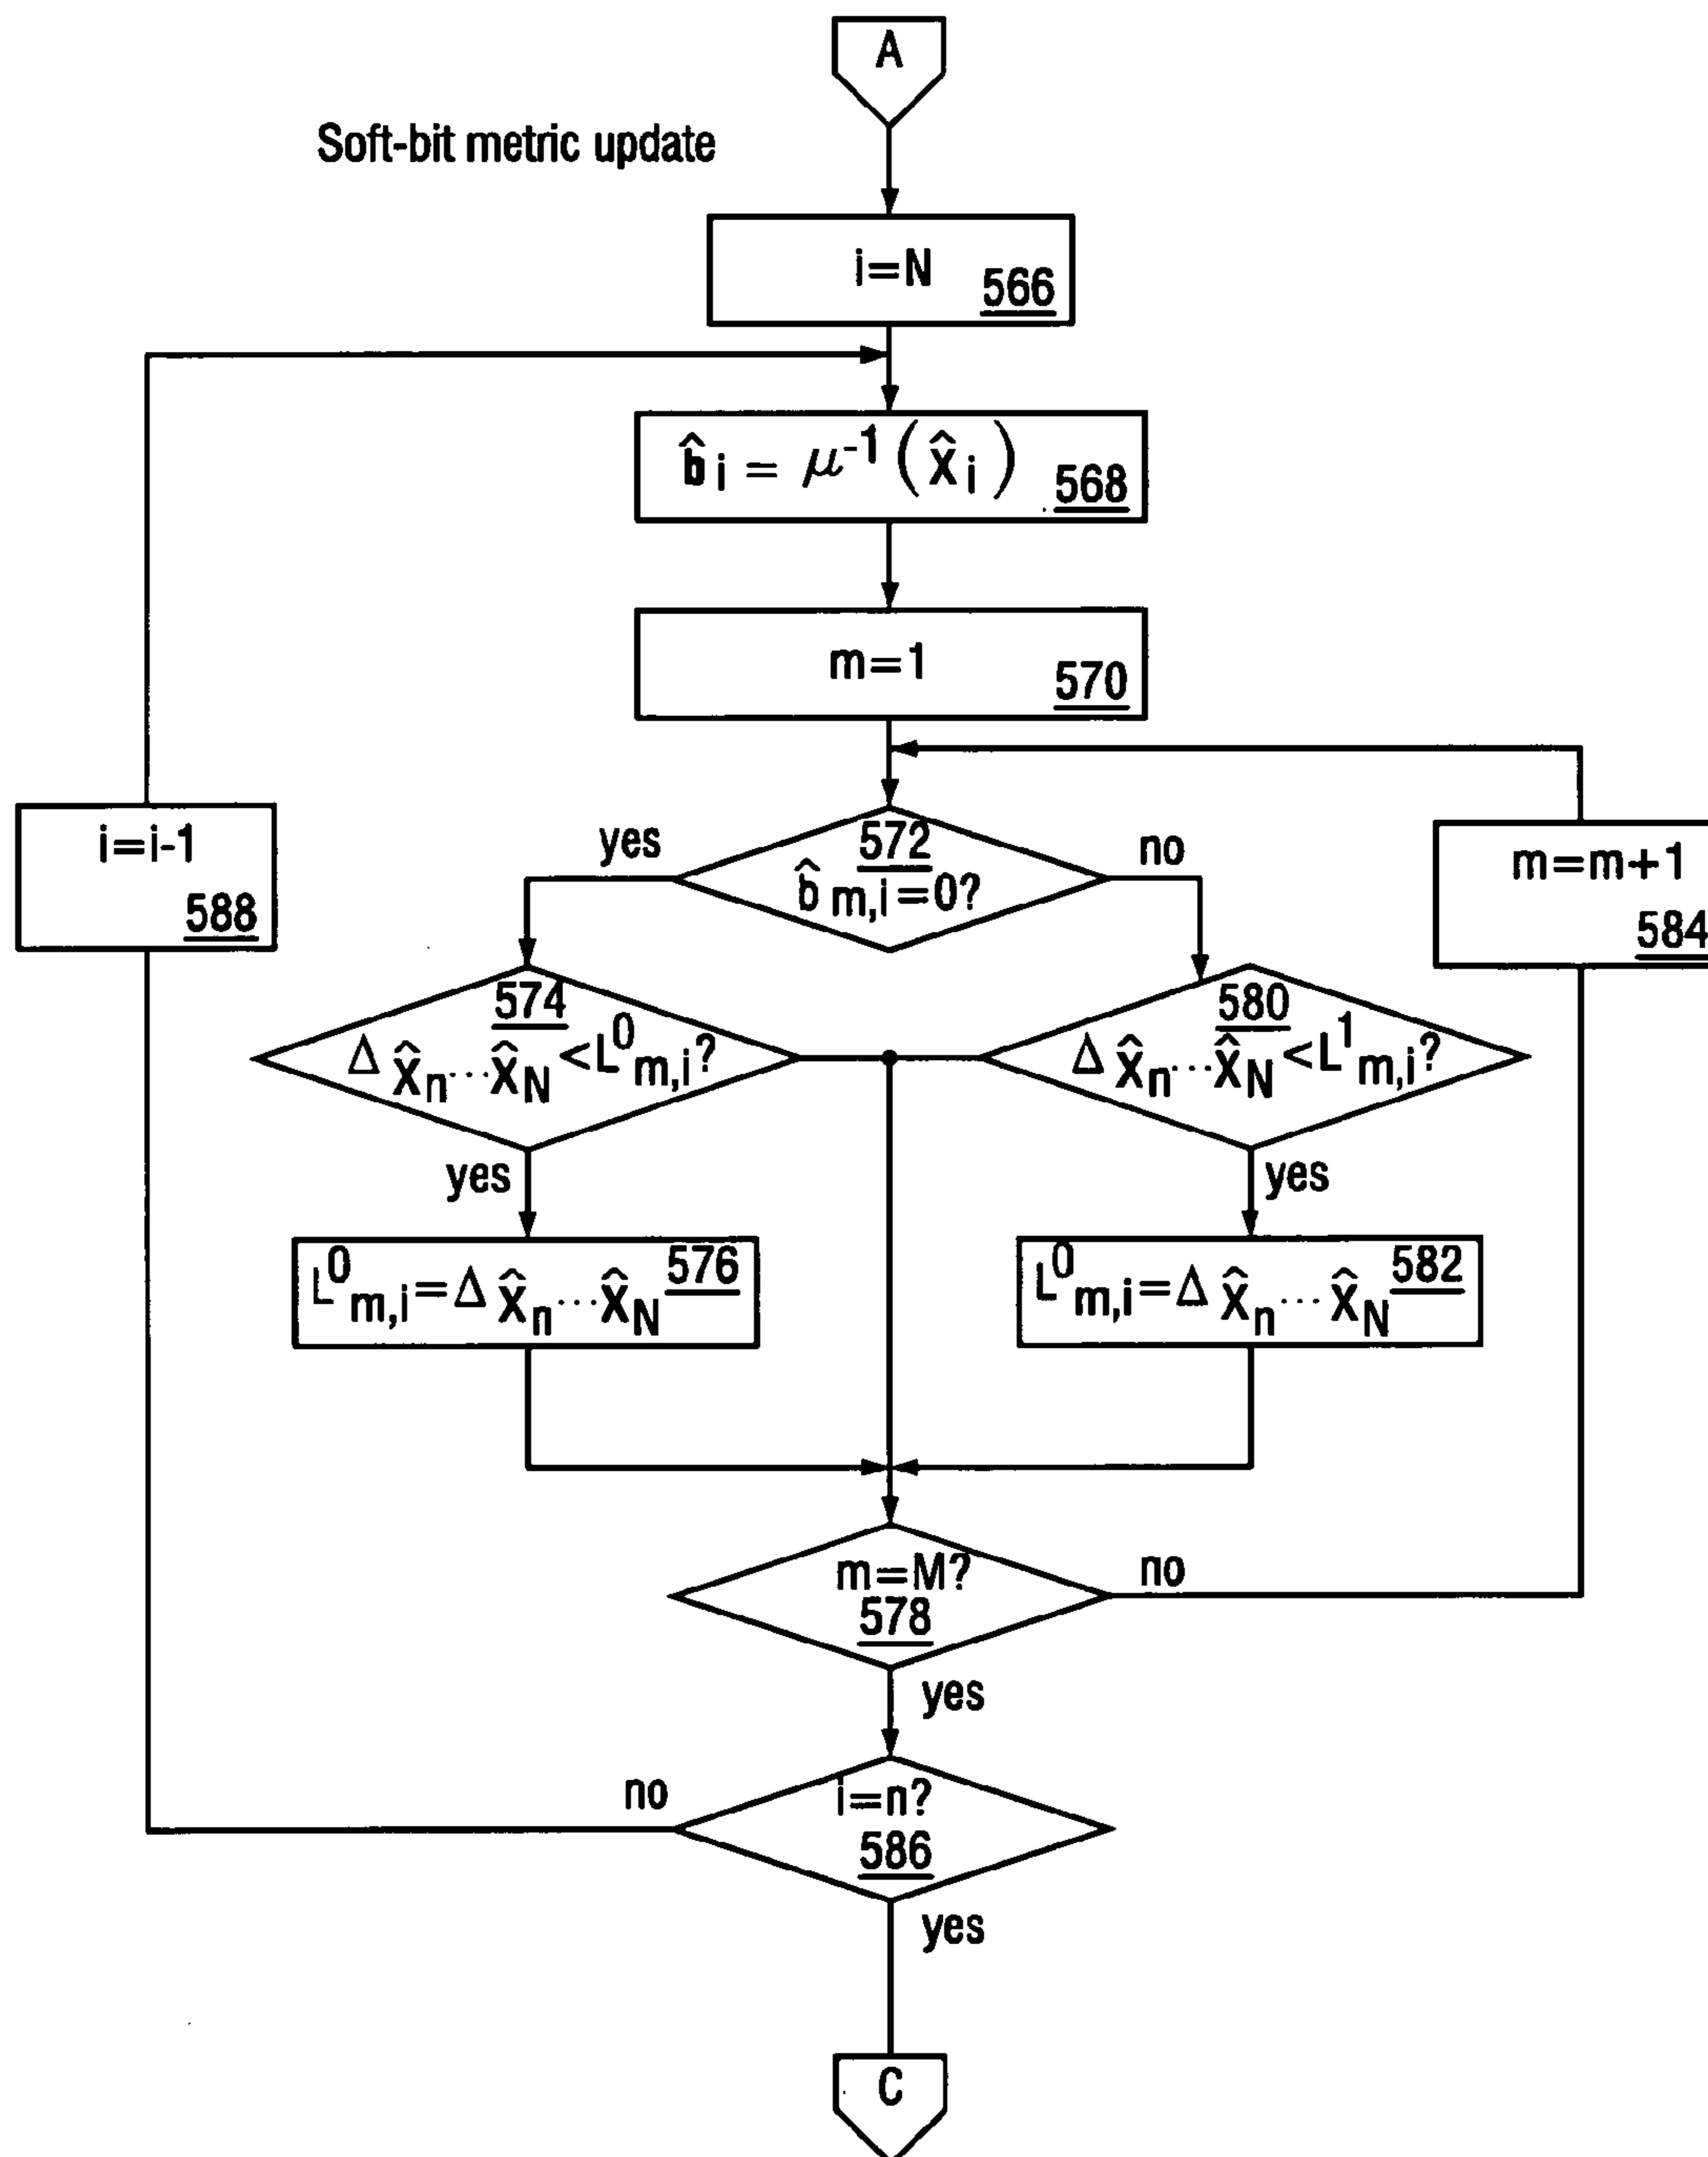 A
Soft-bit metric update
i=N 566
b̂ i = μ⁻¹ (x̂ i) 568
m=1 570
i=i-1
588
yes
572
b̂ m,i=0?
no
m=m+1
584
574
Δ x̂n...x̂N <L⁰m,i?
580
Δ x̂n...x̂N <L¹m,i?
yes
yes
L⁰m,i=Δ x̂n...x̂N 576
L⁰m,i=Δ x̂n...x̂N 582
m=M?
578
no
yes
no
i=n?
586
yes
C